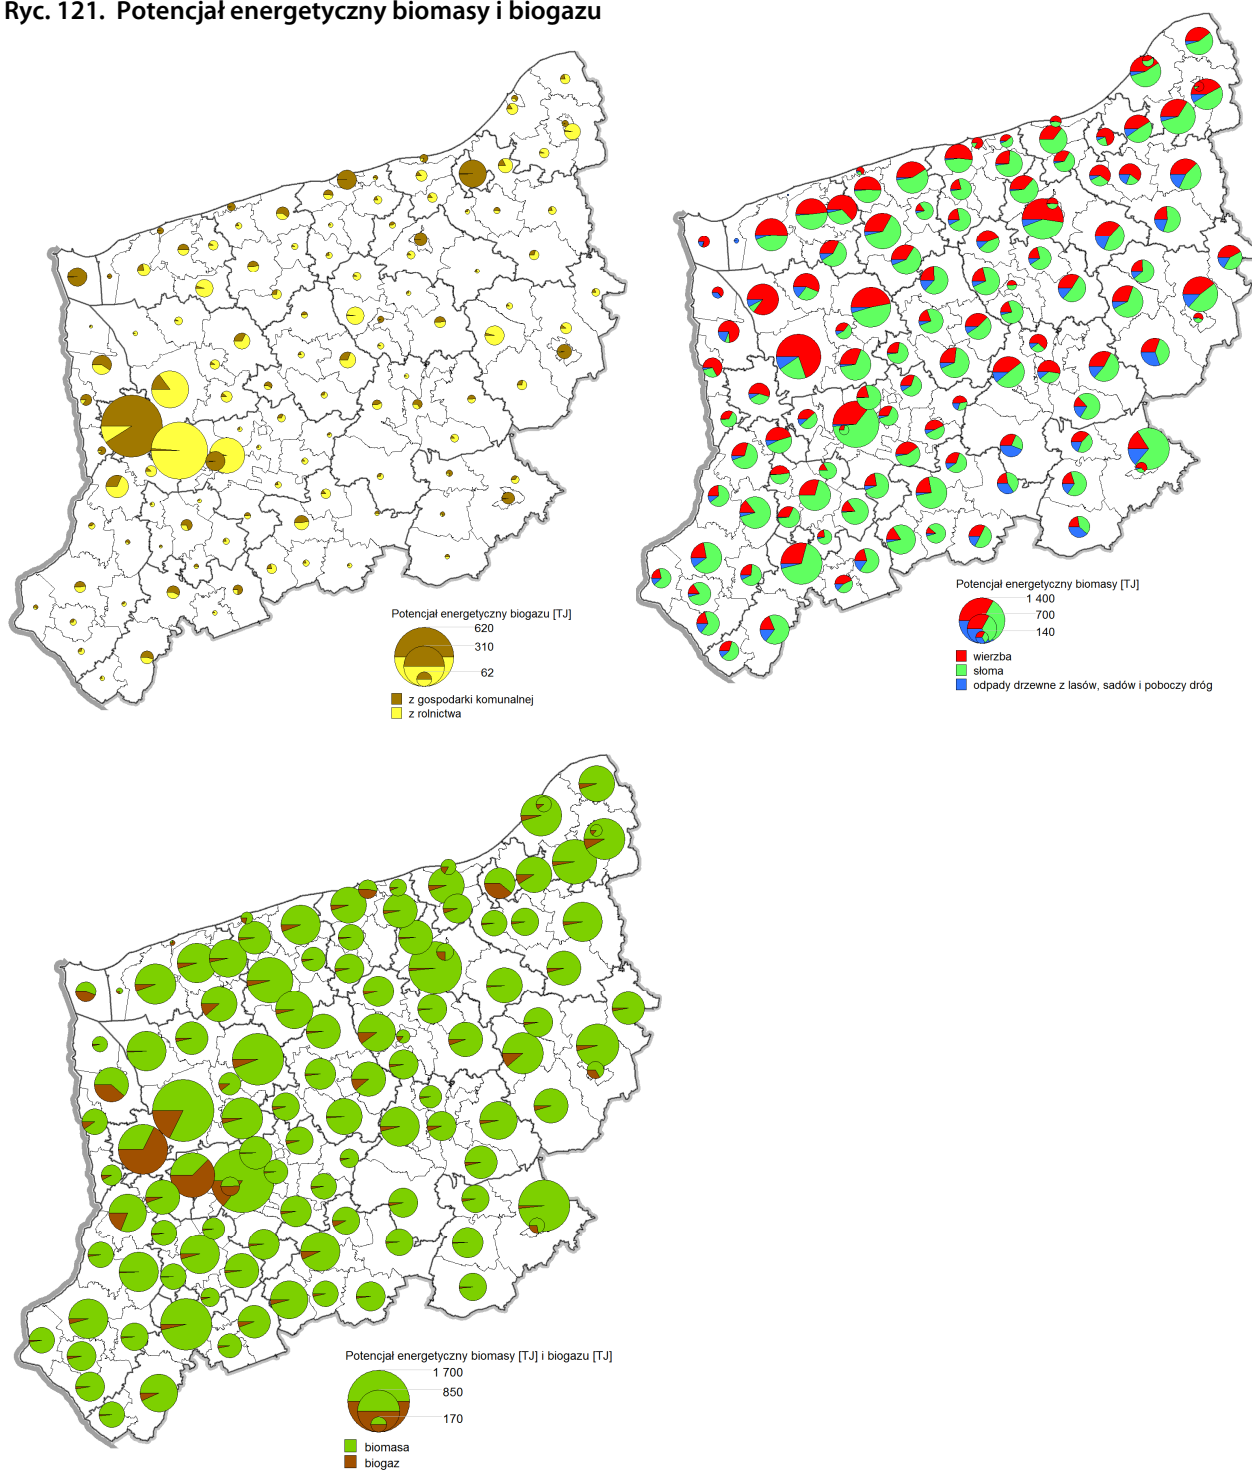 Ryc. 121. Potencjał energetyczny biomasy i biogazu
Potencjał energetyczny biogazu [TJ]
620
310
62
z gospodarki komunalnej
z rolnictwa
Potencjał energetyczny biomasy [TJ]
1 400
700
140
wierzba
słoma
odpady drzewne z lasów, sadów i poboczy dróg
Potencjał energetyczny biomasy [TJ] i biogazu [TJ]
1 700
850
170
biomasa
biogaz